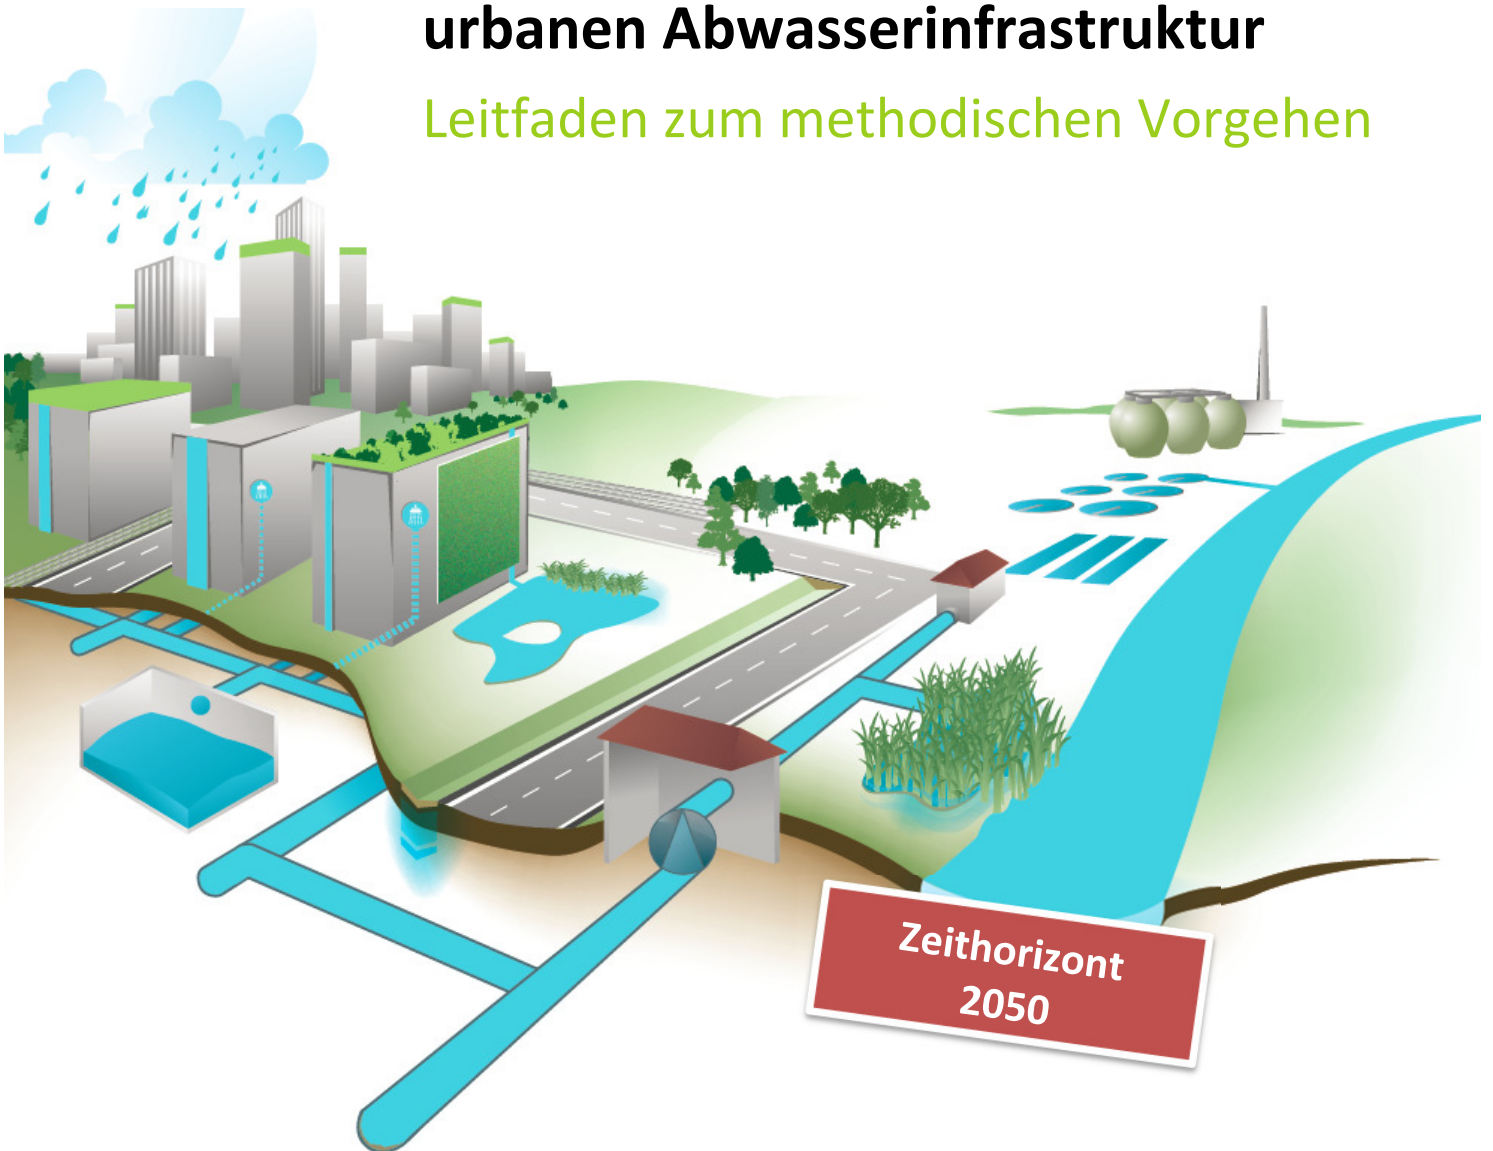 urbanen Abwasserinfrastruktur
Leitfaden zum methodischen Vorgehen
Zeithorizont
2050